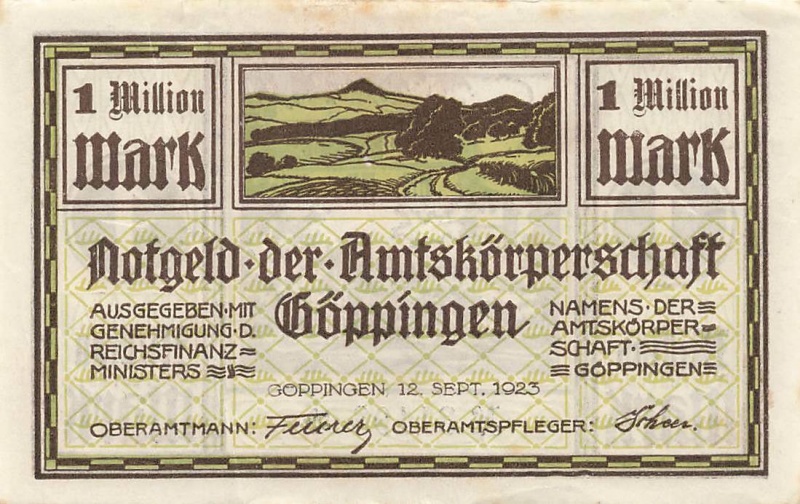 1 Million
Mark
1 Million
Mark
Notgeld·der·Amtskörperschaft
Göppingen
AUSGEGEBEN·MIT
GENEHMIGUNG·D.
REICHSFINANZ=
MINISTERS
NAMENS·DER
AMTSKÖRPER=
SCHAFT·
GÖPPINGEN
GÖPPINGEN, 12. SEPT. 1923
OBERAMTMANN:
OBERAMTSPFLEGER: